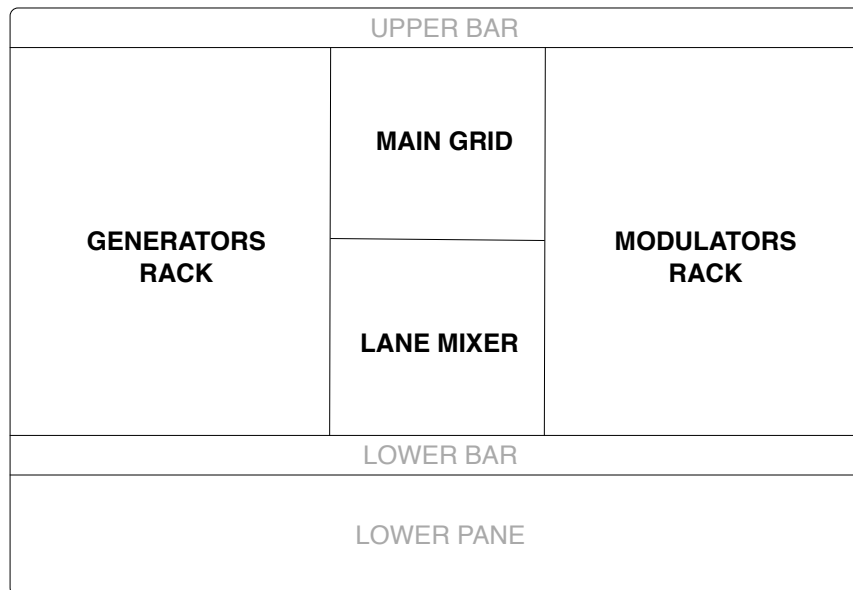 UPPER BAR
MAIN GRID
GENERATORS
RACK
MODULATORS
RACK
LANE MIXER
LOWER BAR
LOWER PANE